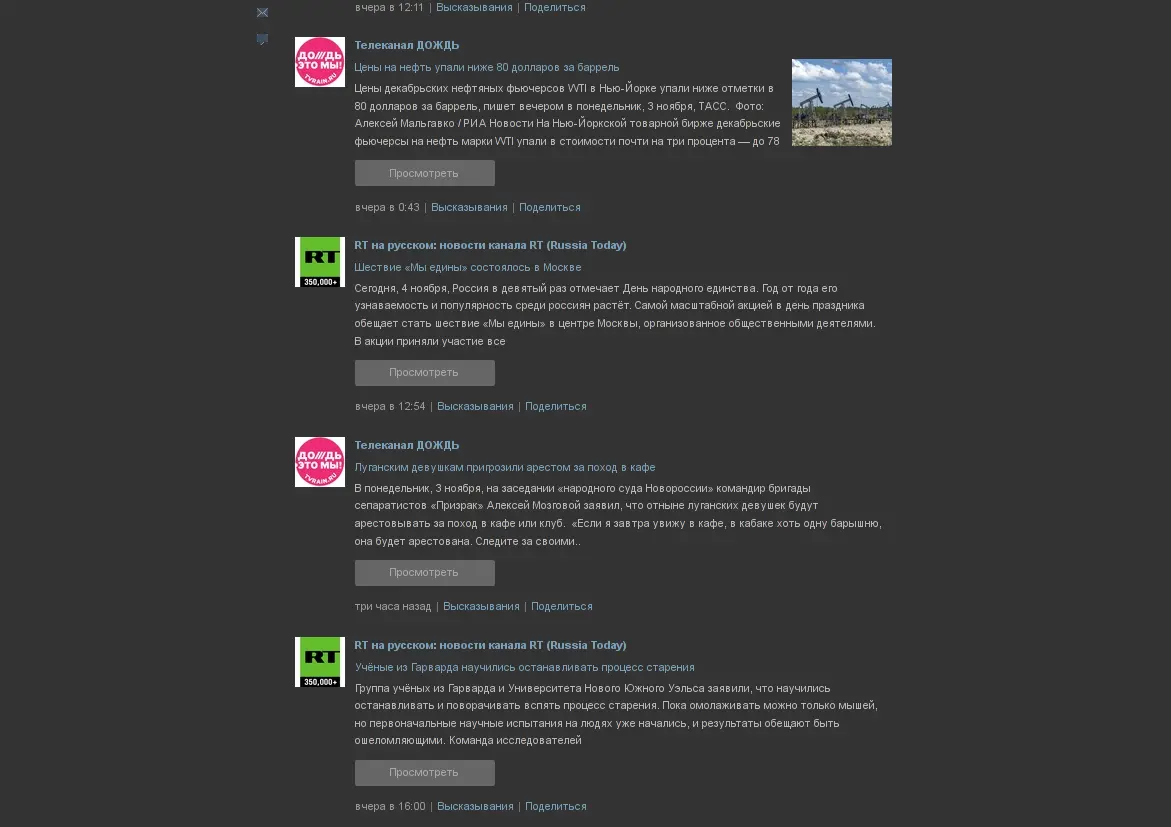 вчера в 12:11 | Высказывания | Поделиться
ДО///ДЬ
ЭТО МЫ!
TVRAIN.RU
Телеканал ДОЖДЬ
Цены на нефть упали ниже 80 долларов за баррель
Цены декабрьских нефтяных фьючерсов WTI в Нью-Йорке упали ниже отметки в
80 долларов за баррель, пишет вечером в понедельник, 3 ноября, ТАСС. Фото:
Алексей Мальгавко / РИА Новости На Нью-Йоркской товарной бирже декабрьские
фьючерсы на нефть марки WTI упали в стоимости почти на три процента — до 78
Просмотреть
вчера в 0:43 | Высказывания | Поделиться
RT
350,000+
RT на русском: новости канала RT (Russia Today)
Шествие «Мы едины» состоялось в Москве
Сегодня, 4 ноября, Россия в девятый раз отмечает День народного единства. Год от года его
узнаваемость и популярность среди россиян растёт. Самой масштабной акцией в день праздника
обещает стать шествие «Мы едины» в центре Москвы, организованное общественными деятелями.
В акции приняли участие все
Просмотреть
вчера в 12:54 | Высказывания | Поделиться
ДО///ДЬ
ЭТО МЫ!
TVRAIN.RU
Телеканал ДОЖДЬ
Луганским девушкам пригрозили арестом за поход в кафе
В понедельник, 3 ноября, на заседании «народного суда Новороссии» командир бригады
сепаратистов «Призрак» Алексей Мозговой заявил, что отныне луганских девушек будут
арестовывать за поход в кафе или клуб. «Если я завтра увижу в кафе, в кабаке хоть одну барышню,
она будет арестована. Следите за своими..
Просмотреть
три часа назад | Высказывания | Поделиться
RT
350,000+
RT на русском: новости канала RT (Russia Today)
Учёные из Гарварда научились останавливать процесс старения
Группа учёных из Гарварда и Университета Нового Южного Уэльса заявили, что научились
останавливать и поворачивать вспять процесс старения. Пока омолаживать можно только мышей,
но первоначальные научные испытания на людях уже начались, и результаты обещают быть
ошеломляющими. Команда исследователей
Просмотреть
вчера в 16:00 | Высказывания | Поделиться